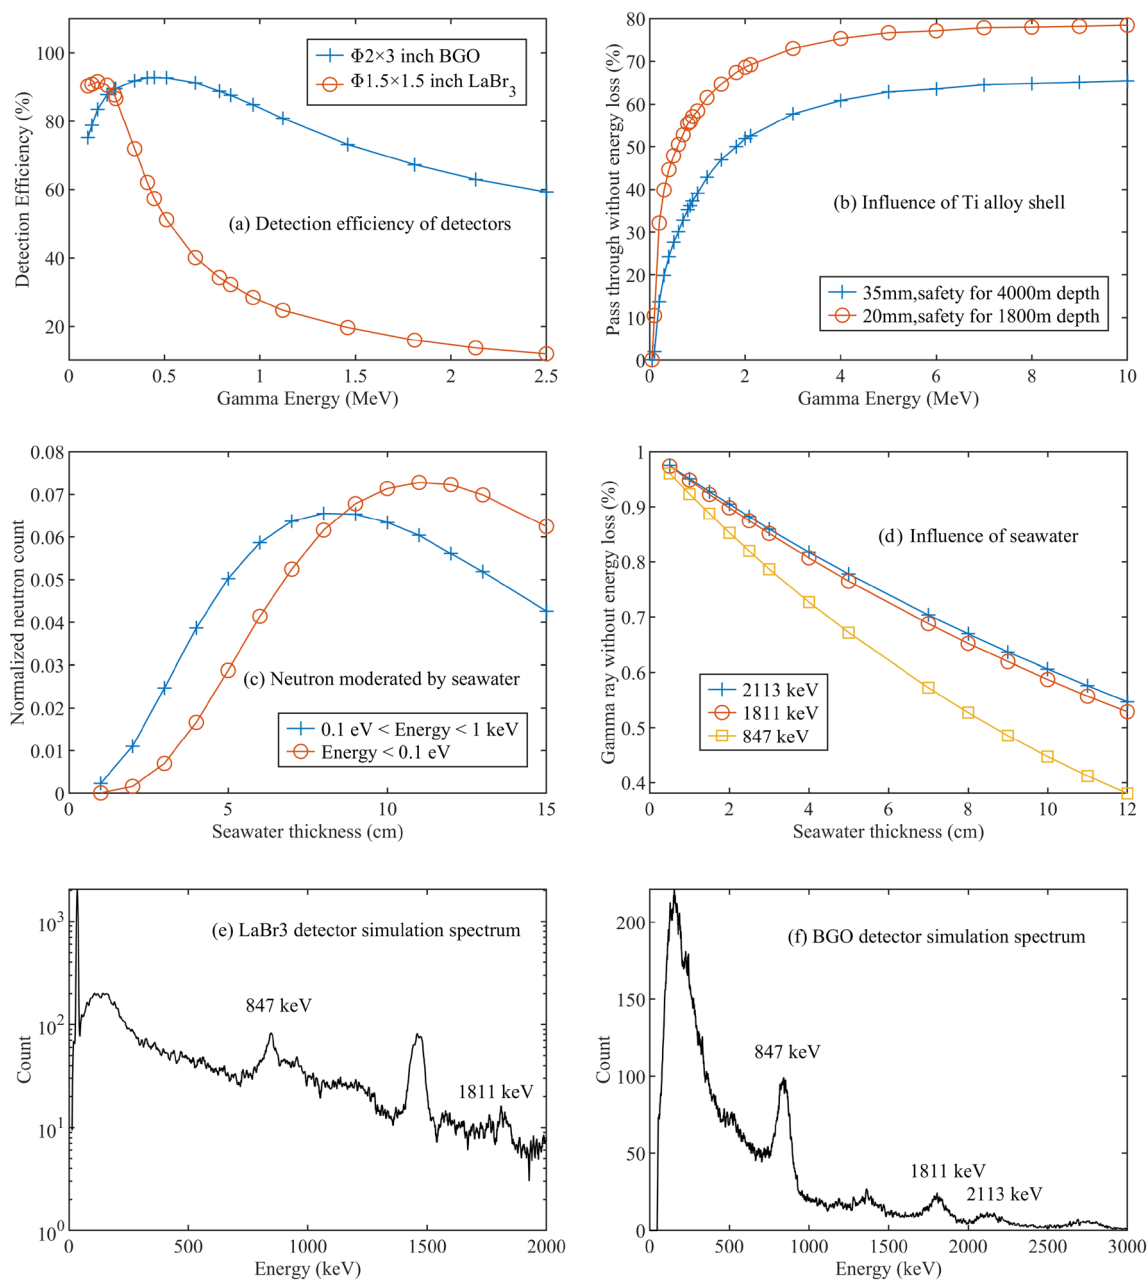 100
80
60
40
20
Detection Efficiency (%)
Φ2×3 inch BGO
Φ1.5×1.5 inch LaBr3
(a) Detection efficiency of detectors
0 0.5 1 1.5 2 2.5
Gamma Energy (MeV)
80
70
60
50
40
30
20
10
0
Pass through without energy loss (%)
(b) Influence of Ti alloy shell
35mm,safety for 4000m depth
20mm,safety for 1800m depth
0 2 4 6 8 10
Gamma Energy (MeV)
0.08
0.07
0.06
0.05
0.04
0.03
0.02
0.01
0
Normalized neutron count
(c) Neutron moderated by seawater
0.1 eV < Energy < 1 keV
Energy < 0.1 eV
0 5 10 15
Seawater thickness (cm)
1
0.9
0.8
0.7
0.6
0.5
0.4
Gamma ray without energy loss (%)
(d) Influence of seawater
2113 keV
1811 keV
847 keV
0 2 4 6 8 10 12
Seawater thickness (cm)
10^3
10^2
10^1
10^0
Count
(e) LaBr3 detector simulation spectrum
847 keV
1811 keV
0 500 1000 1500 2000
Energy (keV)
200
150
100
50
0
Count
(f) BGO detector simulation spectrum
847 keV
1811 keV
2113 keV
0 500 1000 1500 2000 2500 3000
Energy (keV)